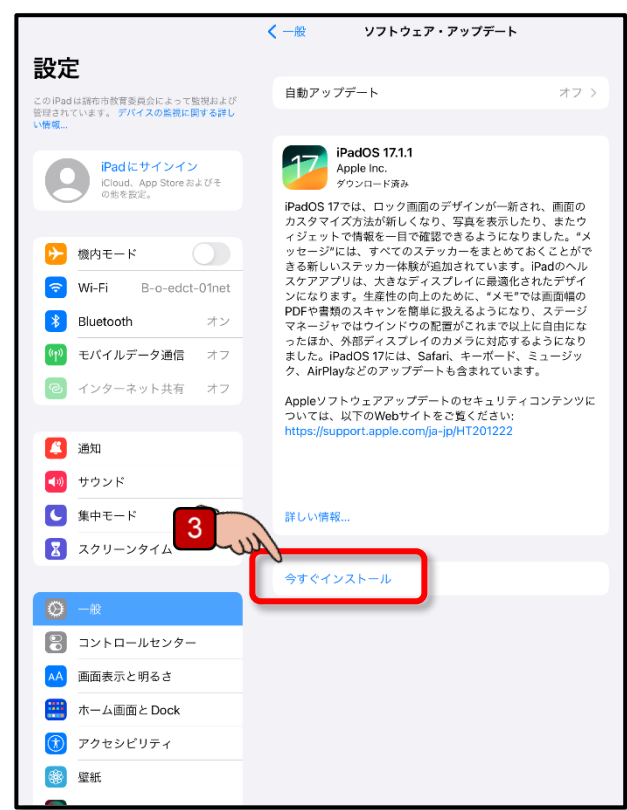 設定
このiPadは調布市教育委員会によって監視および
管理されています。デバイスの監視に関する詳し
い情報...
iPadにサインイン
iCloud、App Storeおよびそ
の他を設定。
機内モード
Wi-Fi B-o-edct-01net
Bluetooth オン
モバイルデータ通信 オフ
インターネット共有 オフ
通知
サウンド
集中モード
スクリーンタイム
一般
コントロールセンター
AA 画面表示と明るさ
ホーム画面とDock
アクセシビリティ
壁紙
一般 ソフトウェア・アップデート
自動アップデート オフ
17
iPadOS 17.1.1
Apple Inc.
ダウンロード済み
iPadOS 17では、ロック画面のデザインが一新され、画面の
カスタマイズ方法が新しくなり、写真を表示したり、またウ
ィジェットで情報を一目で確認できるようになりました。“メ
ッセージ”には、すべてのステッカーをまとめておくことがで
きる新しいステッカー体験が追加されています。iPadのヘル
スケアアプリは、大きなディスプレイに最適化されたデザイ
ンになります。生産性の向上のために、“メモ”では画面幅の
PDFや書類のスキャンを簡単に扱えるようになり、ステージ
マネージャではウインドウの配置がこれまで以上に自由にな
ったほか、外部ディスプレイのカメラに対応するようになり
ました。iPadOS 17には、Safari、キーボード、ミュージッ
ク、AirPlayなどのアップデートも含まれています。
Appleソフトウェアアップデートのセキュリティコンテンツに
ついては、以下のWebサイトをご覧ください:
https://support.apple.com/ja-jp/HT201222
詳しい情報...
3
今すぐインストール